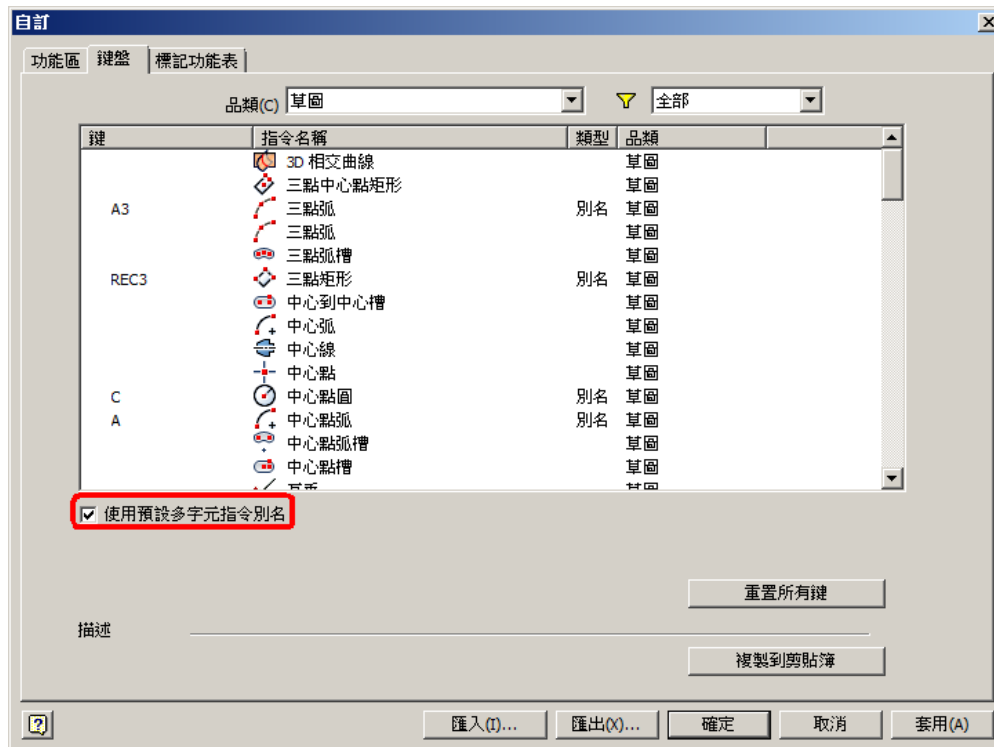 自訂
功能區 鍵盤 標記功能表
品類(C) 草圖 全部
鍵 指令名稱 類型 品類
3D 相交曲線 草圖
三點中心點矩形 草圖
A3 三點弧 別名 草圖
三點弧 草圖
三點弧槽 草圖
REC3 三點矩形 別名 草圖
中心到中心槽 草圖
中心弧 草圖
中心線 草圖
中心點 草圖
C 中心點圓 別名 草圖
A 中心點弧 別名 草圖
中心點弧槽 草圖
中心點槽 草圖
草圖
使用預設多字元指令別名
重置所有鍵
描述
複製到剪貼簿
匯入(I)... 匯出(X)... 確定 取消 套用(A)